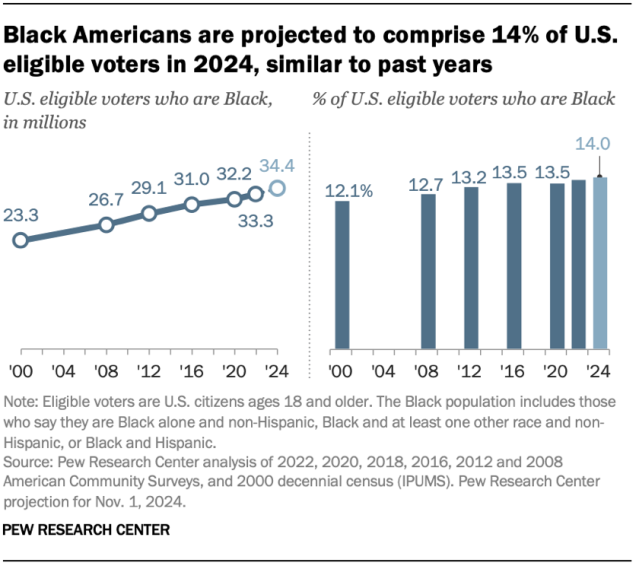 Black Americans are projected to comprise 14% of U.S.
eligible voters in 2024, similar to past years
U.S. eligible voters who are Black,
in millions
23.3
26.7
29.1
31.0
32.2
33.3
34.4
'00 '04 '08 '12 '16 '20 '24
% of U.S. eligible voters who are Black
12.1%
12.7
13.2
13.5
13.5
14.0
'00 '04 '08 '12 '16 '20 '24
Note: Eligible voters are U.S. citizens ages 18 and older. The Black population includes those
who say they are Black alone and non-Hispanic, Black and at least one other race and non-
Hispanic, or Black and Hispanic.
Source: Pew Research Center analysis of 2022, 2020, 2018, 2016, 2012 and 2008
American Community Surveys, and 2000 decennial census (IPUMS). Pew Research Center
projection for Nov. 1, 2024.
PEW RESEARCH CENTER